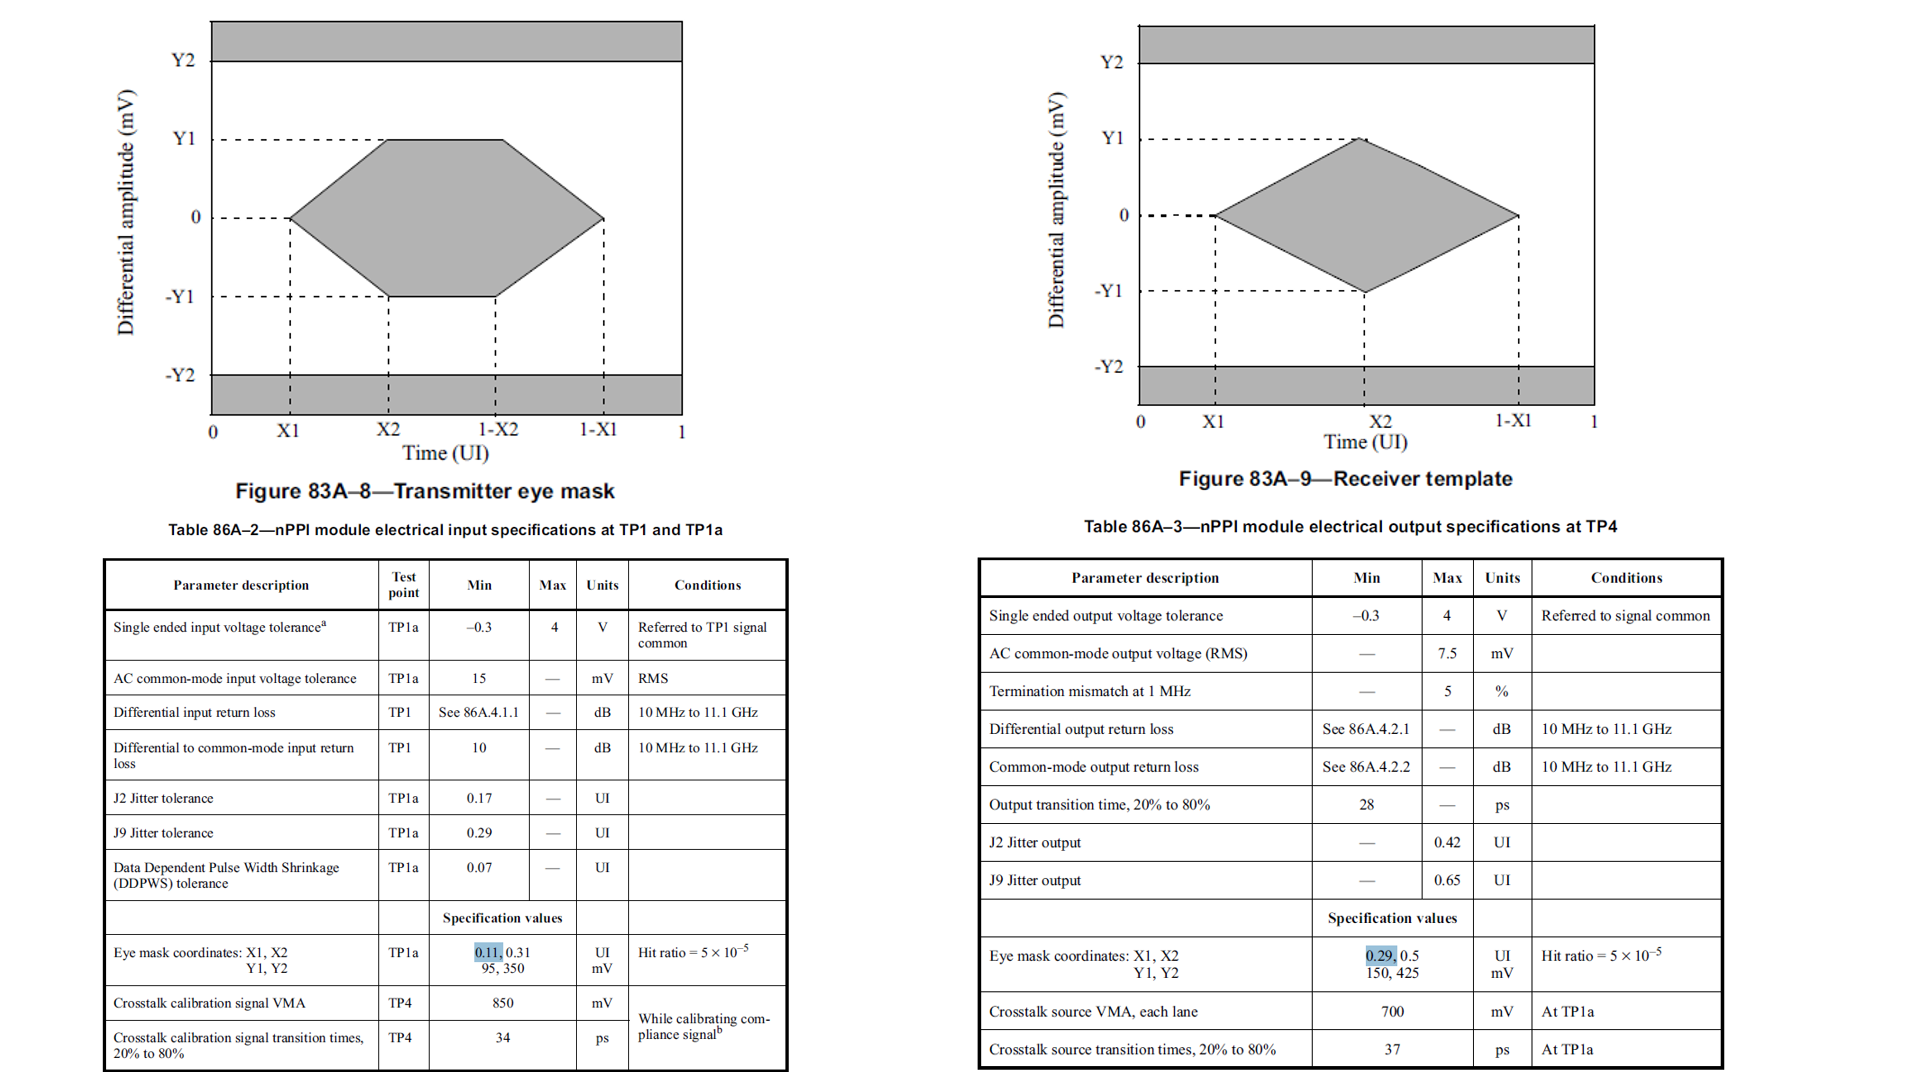 Y2
Y1
0
-Y1
-Y2
Differential amplitude (mV)
0 X1 X2 1-X2 1-X1 1
Time (UI)
Figure 83A–8—Transmitter eye mask
Table 86A–2—nPPI module electrical input specifications at TP1 and TP1a
Parameter description Test point Min Max Units Conditions
Single ended input voltage toleranceᵃ TP1a –0.3 4 V Referred to TP1 signal common
AC common-mode input voltage tolerance TP1a 15 — mV RMS
Differential input return loss TP1 See 86A.4.1.1 — dB 10 MHz to 11.1 GHz
Differential to common-mode input return loss TP1 10 — dB 10 MHz to 11.1 GHz
J2 Jitter tolerance TP1a 0.17 — UI
J9 Jitter tolerance TP1a 0.29 — UI
Data Dependent Pulse Width Shrinkage (DDPWS) tolerance TP1a 0.07 — UI
Specification values
Eye mask coordinates: X1, X2 TP1a 0.11, 0.31 UI Hit ratio = 5 × 10⁻⁵
Y1, Y2 95, 350 mV
Crosstalk calibration signal VMA TP4 850 mV While calibrating com-
pliance signalᵇ
Crosstalk calibration signal transition times, 20% to 80% TP4 34 ps
Y2
Y1
0
-Y1
-Y2
Differential amplitude (mV)
0 X1 X2 1-X1 1
Time (UI)
Figure 83A–9—Receiver template
Table 86A–3—nPPI module electrical output specifications at TP4
Parameter description Min Max Units Conditions
Single ended output voltage tolerance –0.3 4 V Referred to signal common
AC common-mode output voltage (RMS) — 7.5 mV
Termination mismatch at 1 MHz — 5 %
Differential output return loss See 86A.4.2.1 — dB 10 MHz to 11.1 GHz
Common-mode output return loss See 86A.4.2.2 — dB 10 MHz to 11.1 GHz
Output transition time, 20% to 80% 28 — ps
J2 Jitter output — 0.42 UI
J9 Jitter output — 0.65 UI
Specification values
Eye mask coordinates: X1, X2 0.29, 0.5 UI Hit ratio = 5 × 10⁻⁵
Y1, Y2 150, 425 mV
Crosstalk source VMA, each lane 700 mV At TP1a
Crosstalk source transition times, 20% to 80% 37 ps At TP1a